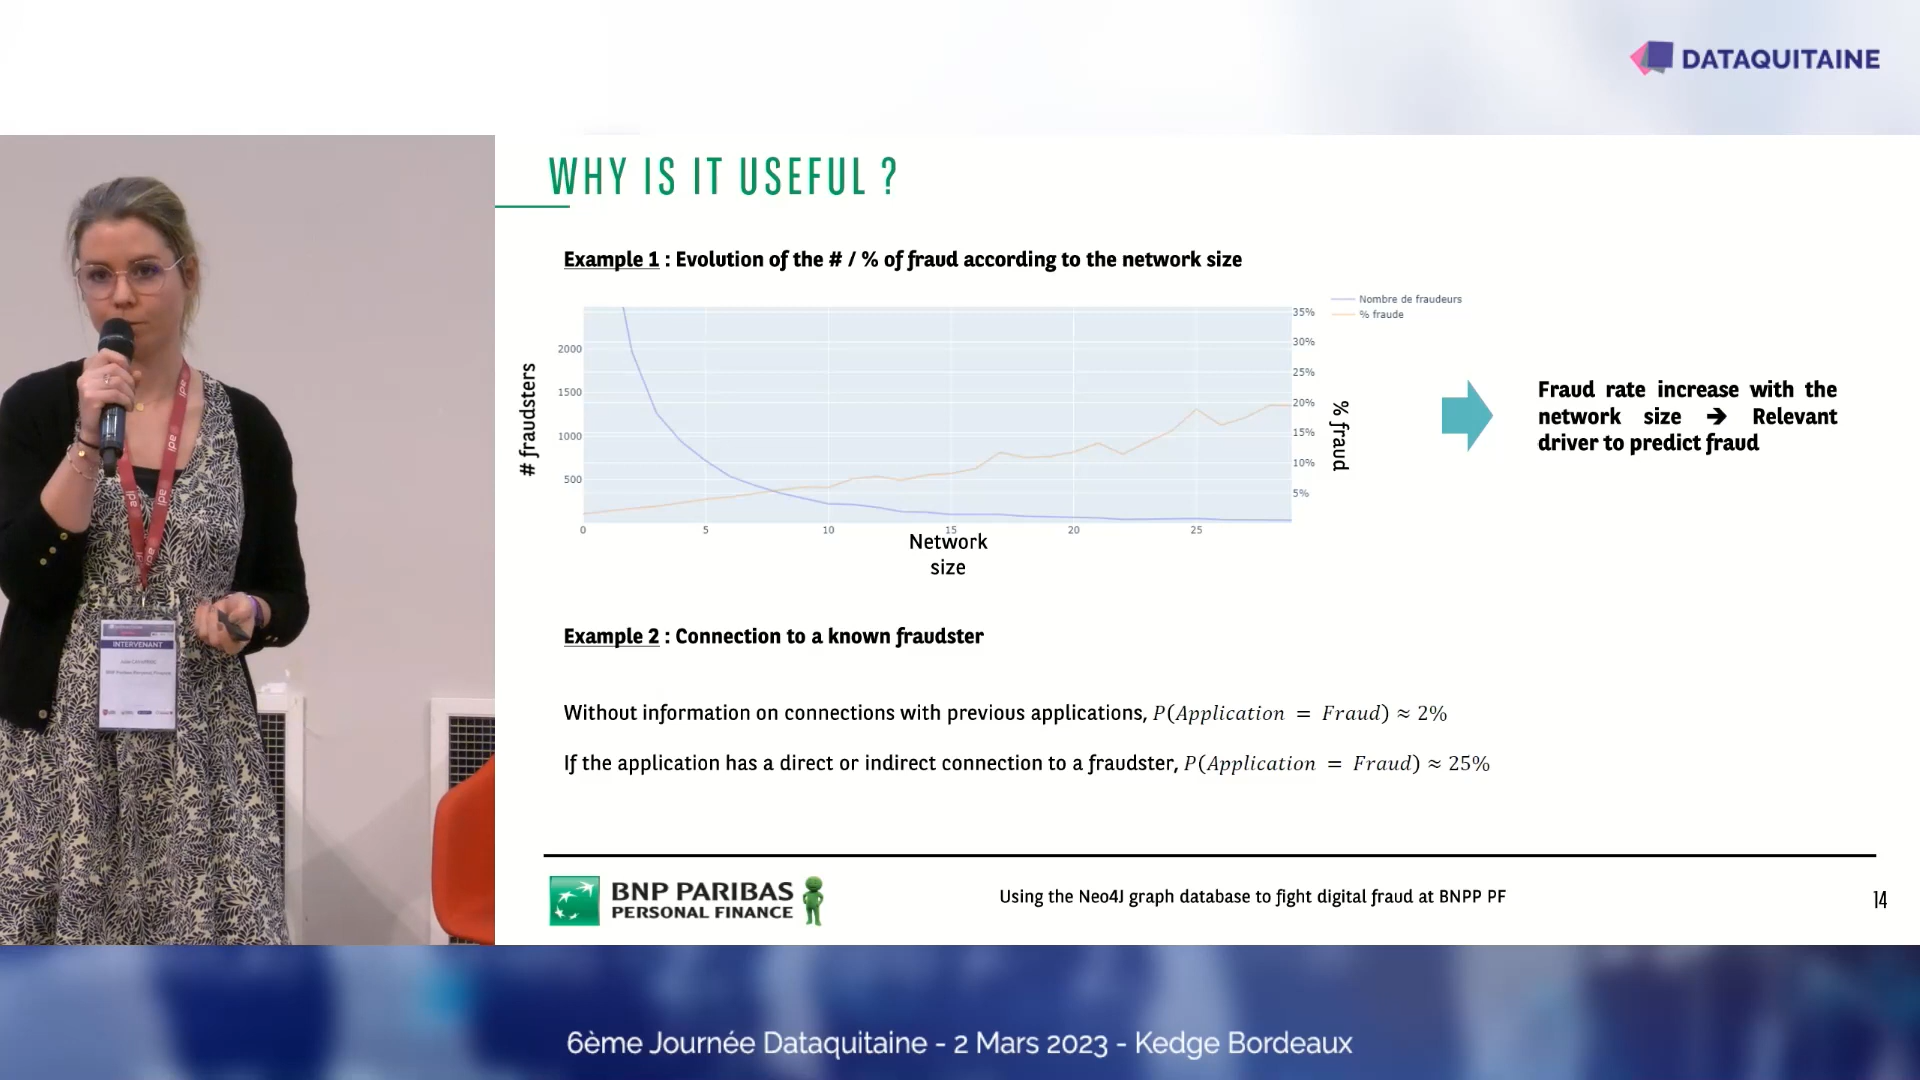 DATAQUITAINE
WHY IS IT USEFUL ?
Example 1 : Evolution of the # / % of fraud according to the network size
Nombre de fraudeurs
% fraude
# fraudsters
2000
1500
1000
500
35%
30%
25%
20%
15%
10%
5%
% fraud
0 5 10 15 20 25
Network
size
Fraud rate increase with the
network size ➔ Relevant
driver to predict fraud
Example 2 : Connection to a known fraudster
Without information on connections with previous applications, P(Application = Fraud) ≈ 2%
If the application has a direct or indirect connection to a fraudster, P(Application = Fraud) ≈ 25%
BNP PARIBAS
PERSONAL FINANCE
Using the Neo4J graph database to fight digital fraud at BNPP PF
14
INTERVENANT
BNP Paribas Personal Finance
6ème Journée Dataquitaine - 2 Mars 2023 - Kedge Bordeaux